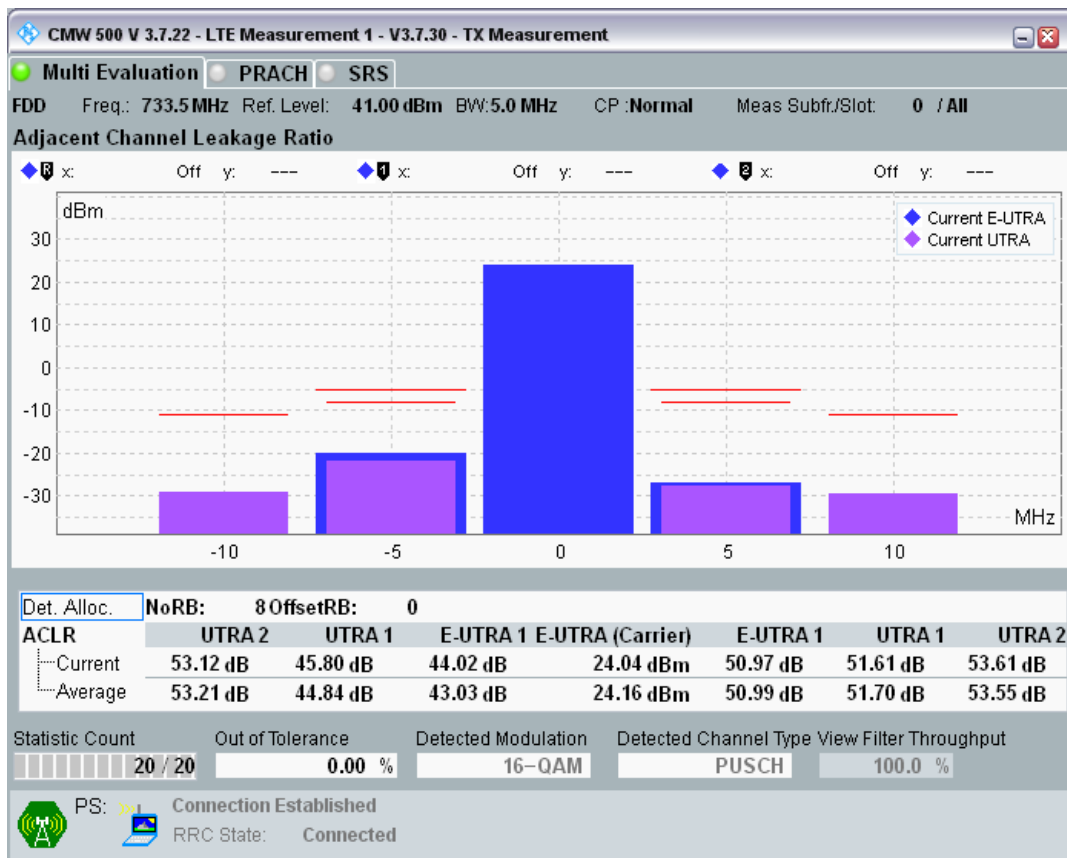 CMW 500 V 3.7.22 - LTE Measurement 1 - V3.7.30 - TX Measurement
Multi Evaluation PRACH SRS
FDD Freq.: 733.5 MHz Ref. Level: 41.00 dBm BW:5.0 MHz CP :Normal Meas Subfr./Slot: 0 / All
Adjacent Channel Leakage Ratio
R x: Off y: --- 1 x: Off y: --- 2 x: Off y: ---
dBm
Current E-UTRA
Current UTRA
30
20
10
0
-10
-20
-30
MHz
-10 -5 0 5 10
Det. Alloc. NoRB: 8 OffsetRB: 0
ACLR UTRA 2 UTRA 1 E-UTRA 1 E-UTRA (Carrier) E-UTRA 1 UTRA 1 UTRA 2
Current 53.12 dB 45.80 dB 44.02 dB 24.04 dBm 50.97 dB 51.61 dB 53.61 dB
Average 53.21 dB 44.84 dB 43.03 dB 24.16 dBm 50.99 dB 51.70 dB 53.55 dB
Statistic Count Out of Tolerance Detected Modulation Detected Channel Type View Filter Throughput
20 / 20 0.00 % 16-QAM PUSCH 100.0 %
PS: Connection Established
RRC State: Connected